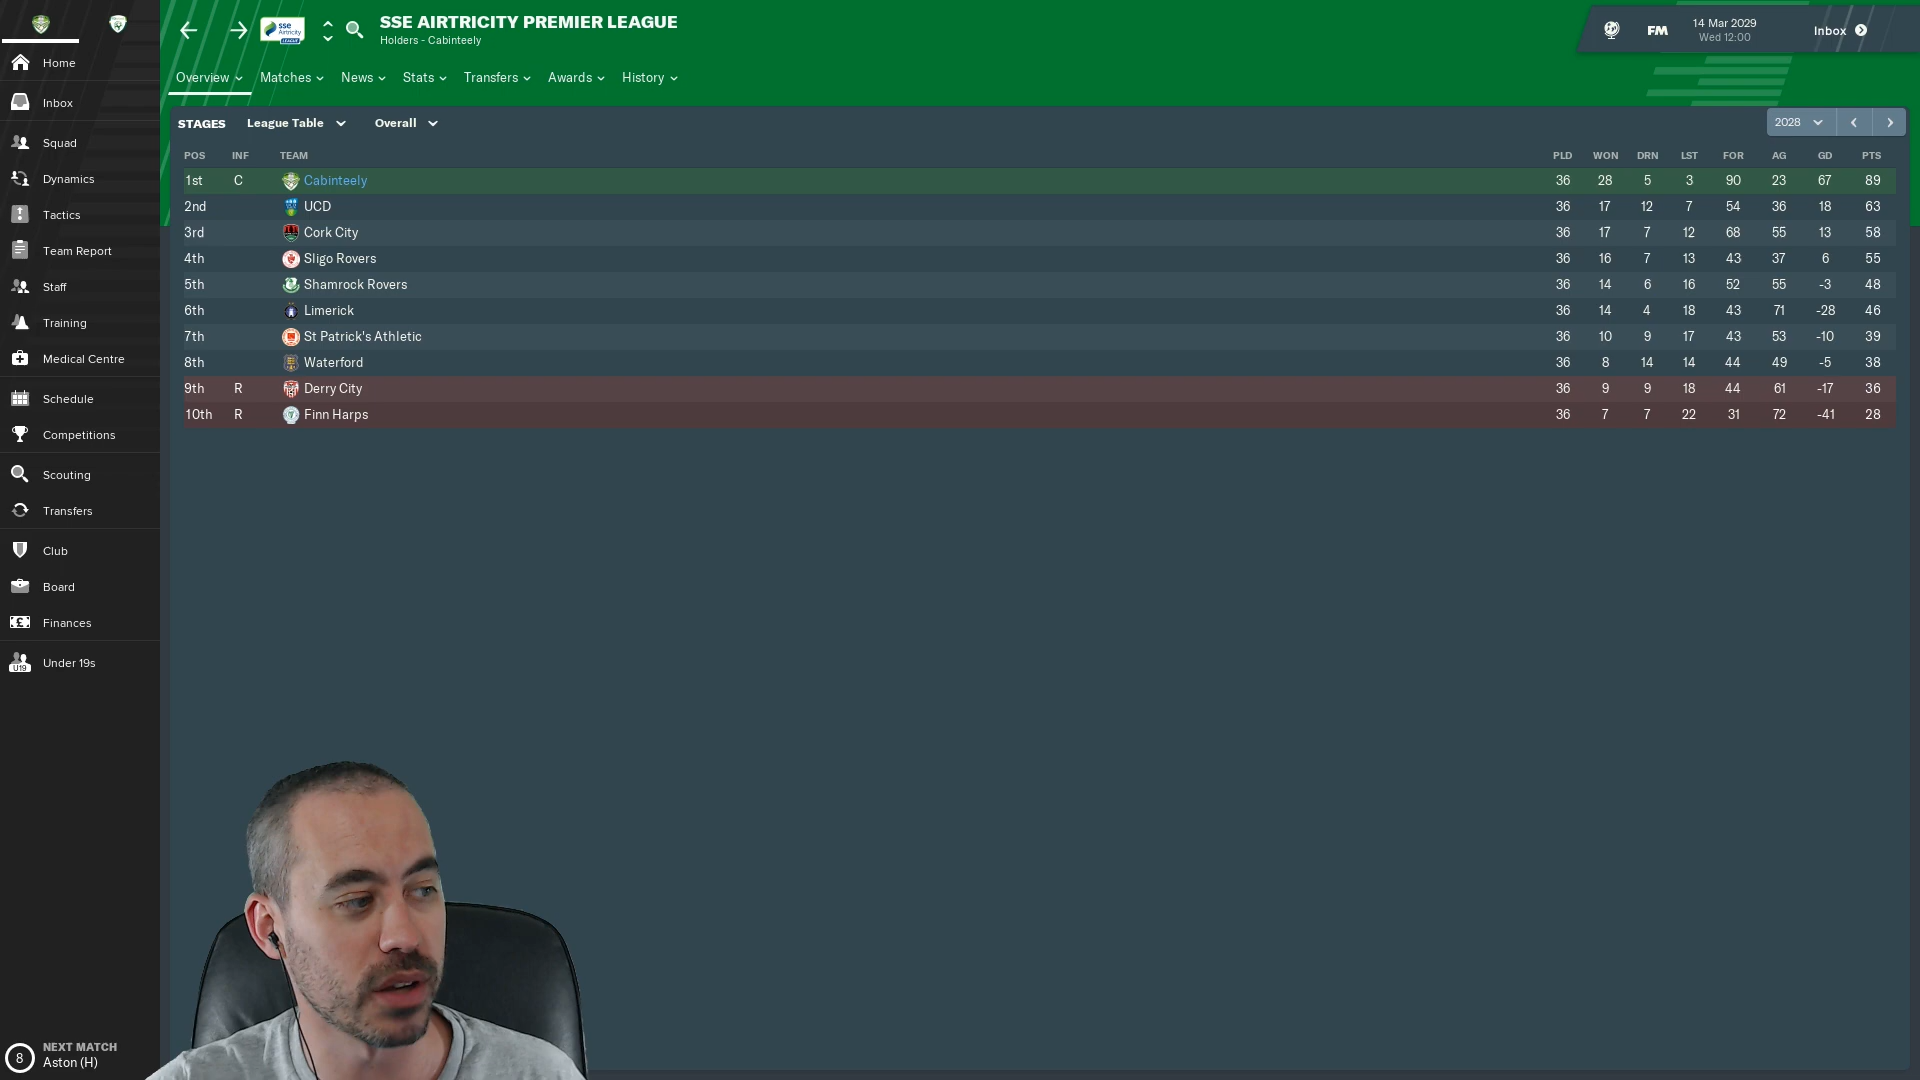 SSE AIRTRICITY PREMIER LEAGUE
Holders - Cabinteely
sse
Airtricity
LEAGUE
FM
14 Mar 2029
Wed 12:00
Inbox
Overview Matches News Stats Transfers Awards History
STAGES League Table Overall 2028
POS INF TEAM PLD WON DRN LST FOR AG GD PTS
1st C Cabinteely 36 28 5 3 90 23 67 89
2nd UCD 36 17 12 7 54 36 18 63
3rd Cork City 36 17 7 12 68 55 13 58
4th Sligo Rovers 36 16 7 13 43 37 6 55
5th Shamrock Rovers 36 14 6 16 52 55 -3 48
6th Limerick 36 14 4 18 43 71 -28 46
7th St Patrick's Athletic 36 10 9 17 43 53 -10 39
8th Waterford 36 8 14 14 44 49 -5 38
9th R Derry City 36 9 9 18 44 61 -17 36
10th R Finn Harps 36 7 7 22 31 72 -41 28
Home
Inbox
Squad
Dynamics
Tactics
Team Report
Staff
Training
Medical Centre
Schedule
Competitions
Scouting
Transfers
Club
Board
Finances
U19 Under 19s
8 NEXT MATCH
Aston (H)